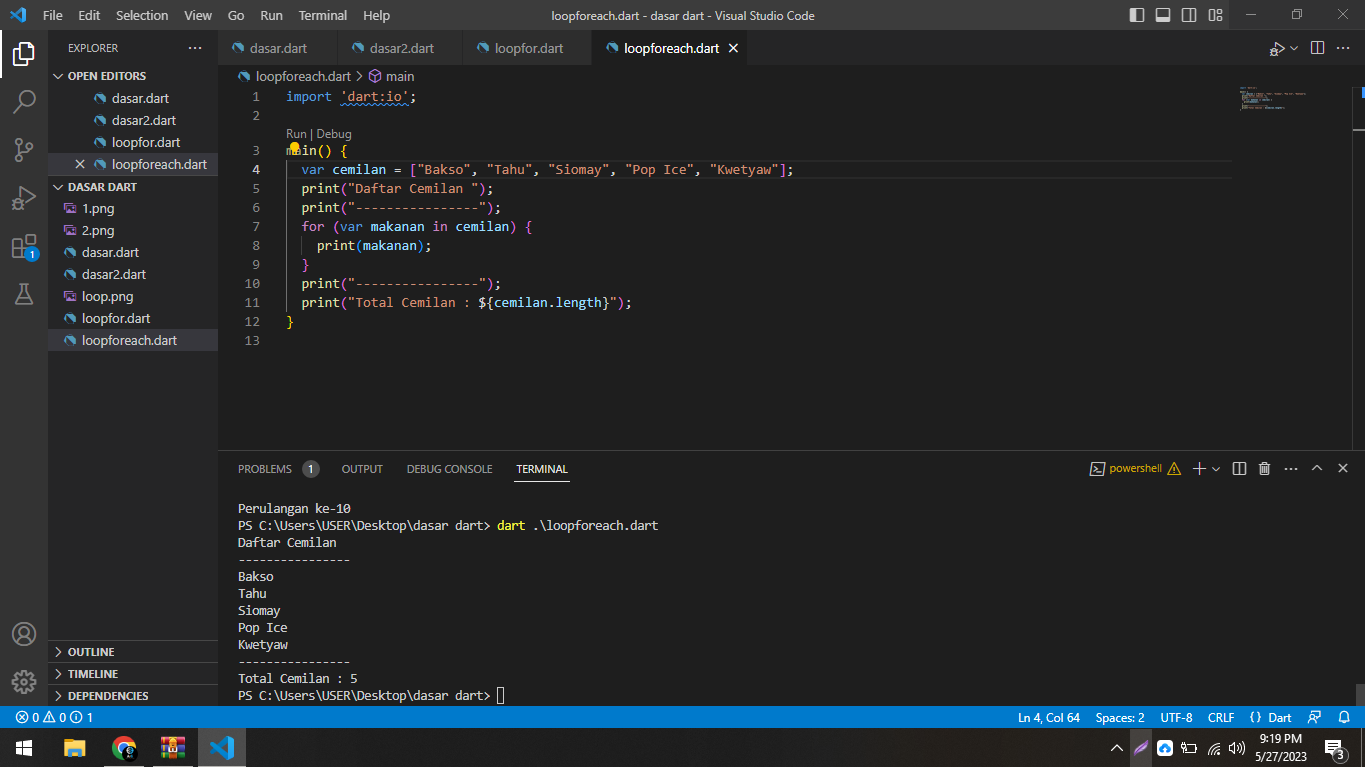 File Edit Selection View Go Run Terminal Help loopforeach.dart - dasar dart - Visual Studio Code
EXPLORER
OPEN EDITORS
dasar.dart
dasar2.dart
loopfor.dart
loopforeach.dart
DASAR DART
1.png
2.png
dasar.dart
dasar2.dart
loop.png
loopfor.dart
loopforeach.dart
OUTLINE
TIMELINE
DEPENDENCIES
1
dasar.dart dasar2.dart loopfor.dart loopforeach.dart
loopforeach.dart > main
1 import 'dart:io';
2
Run | Debug
3 main() {
4 var cemilan = ["Bakso", "Tahu", "Siomay", "Pop Ice", "Kwetyaw"];
5 print("Daftar Cemilan ");
6 print("----------------");
7 for (var makanan in cemilan) {
8 print(makanan);
9 }
10 print("----------------");
11 print("Total Cemilan : ${cemilan.length}");
12 }
13
PROBLEMS 1 OUTPUT DEBUG CONSOLE TERMINAL powershell
Perulangan ke-10
PS C:\Users\USER\Desktop\dasar dart> dart .\loopforeach.dart
Daftar Cemilan
----------------
Bakso
Tahu
Siomay
Pop Ice
Kwetyaw
----------------
Total Cemilan : 5
PS C:\Users\USER\Desktop\dasar dart>
0 0 1 Ln 4, Col 64 Spaces: 2 UTF-8 CRLF {} Dart
9:19 PM
5/27/2023
3